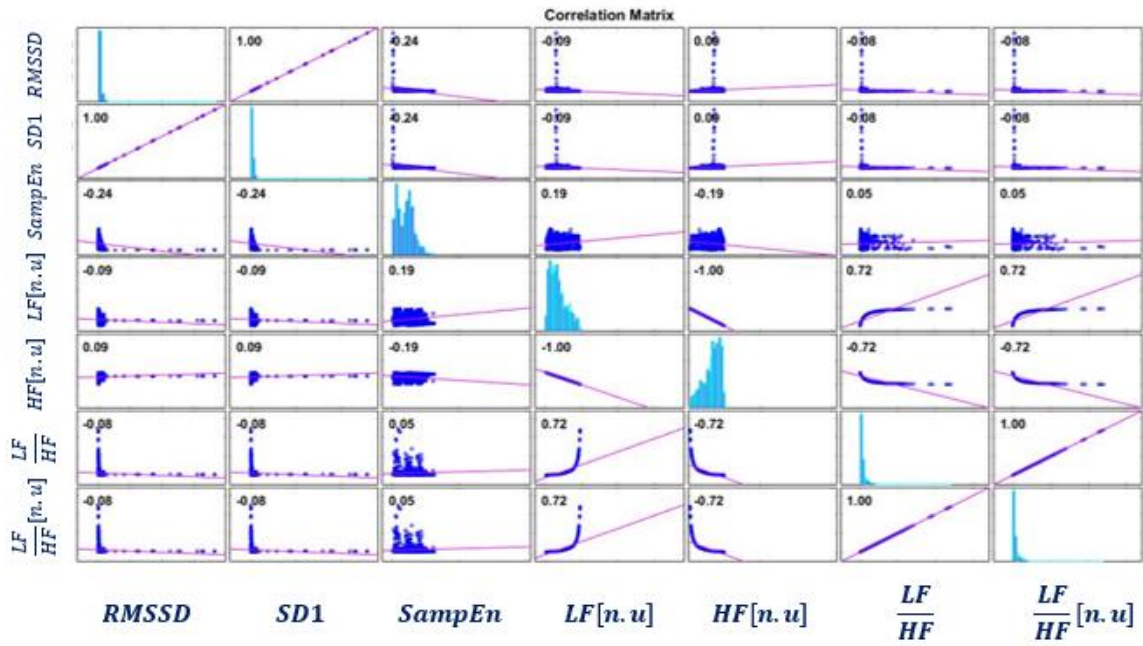 Correlation Matrix
RMSSD 1.00 -0.24 -0.09 0.09 -0.08 -0.08
SD1 1.00 -0.24 -0.09 0.09 -0.08 -0.08
SampEn -0.24 -0.24 0.19 -0.19 0.05 0.05
LF[n.u] -0.09 -0.09 0.19 -1.00 0.72 0.72
HF[n.u] 0.09 0.09 -0.19 -1.00 -0.72 -0.72
LF/HF -0.08 -0.08 0.05 0.72 -0.72 1.00
LF/HF [n.u] -0.08 -0.08 0.05 0.72 -0.72 1.00
RMSSD SD1 SampEn LF[n.u] HF[n.u] LF/HF LF/HF [n.u]